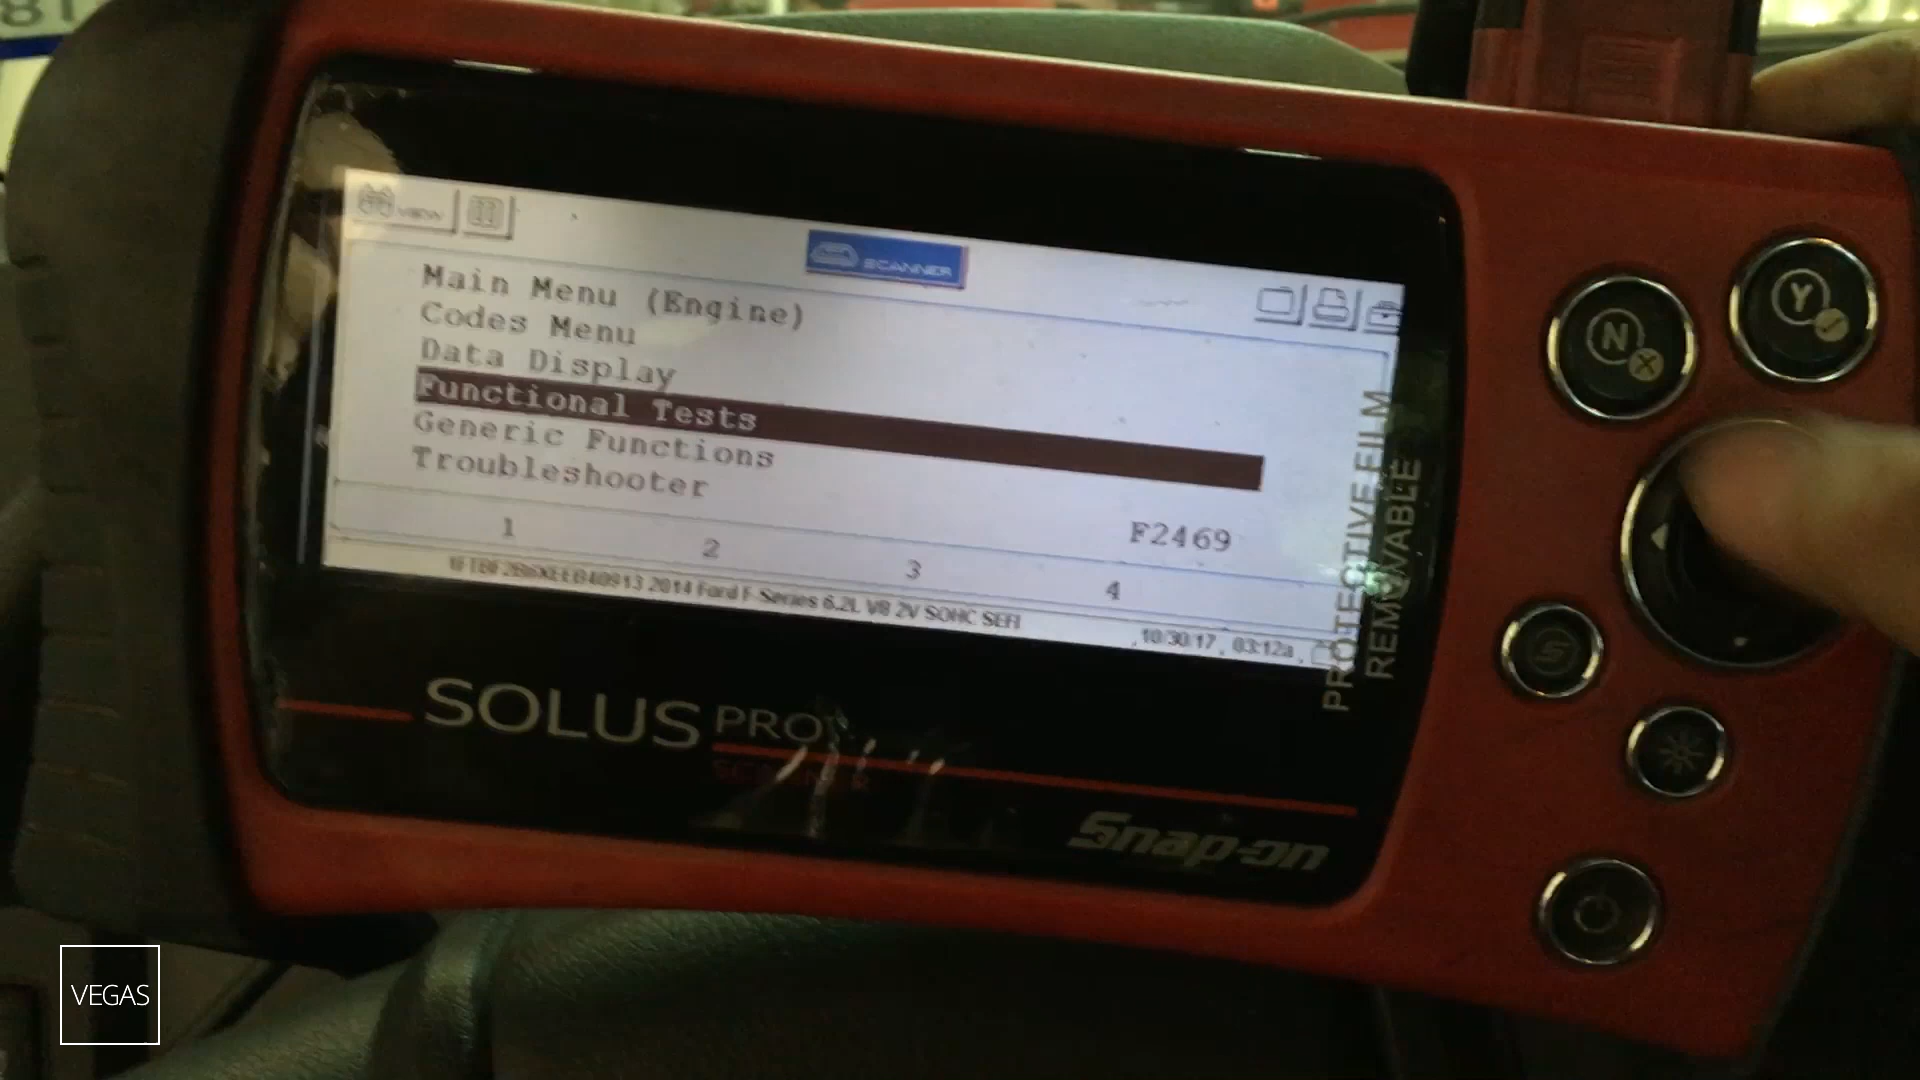 VIEW
SCANNER
Main Menu (Engine)
Codes Menu
Data Display
Functional Tests
Generic Functions
Troubleshooter
F2469
1 2 3 4
2014 Ford F-Series 6.2L V8 2V SOHC SEFI
, 10/30/17 , 03:12a ,
PROTECTIVE FILM
REMOVABLE
SOLUS PRO
Snap-on
N
Y
S
VEGAS